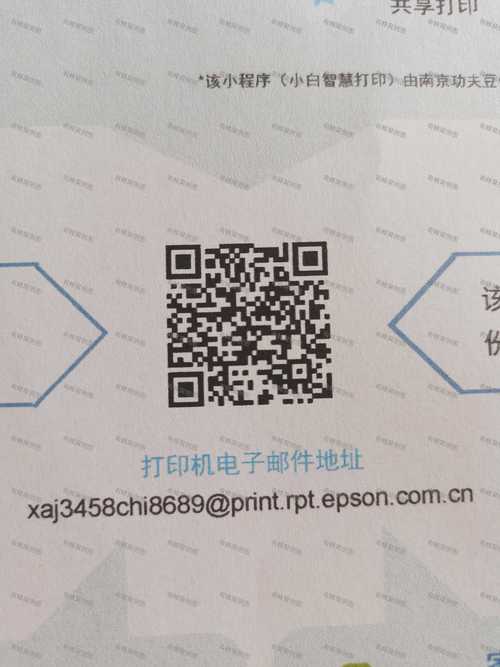 共享打印
*该小程序（小白智慧打印）由南京功夫豆
该
份
打印机电子邮件地址
xaj3458chi8689@print.rpt.epson.com.cn